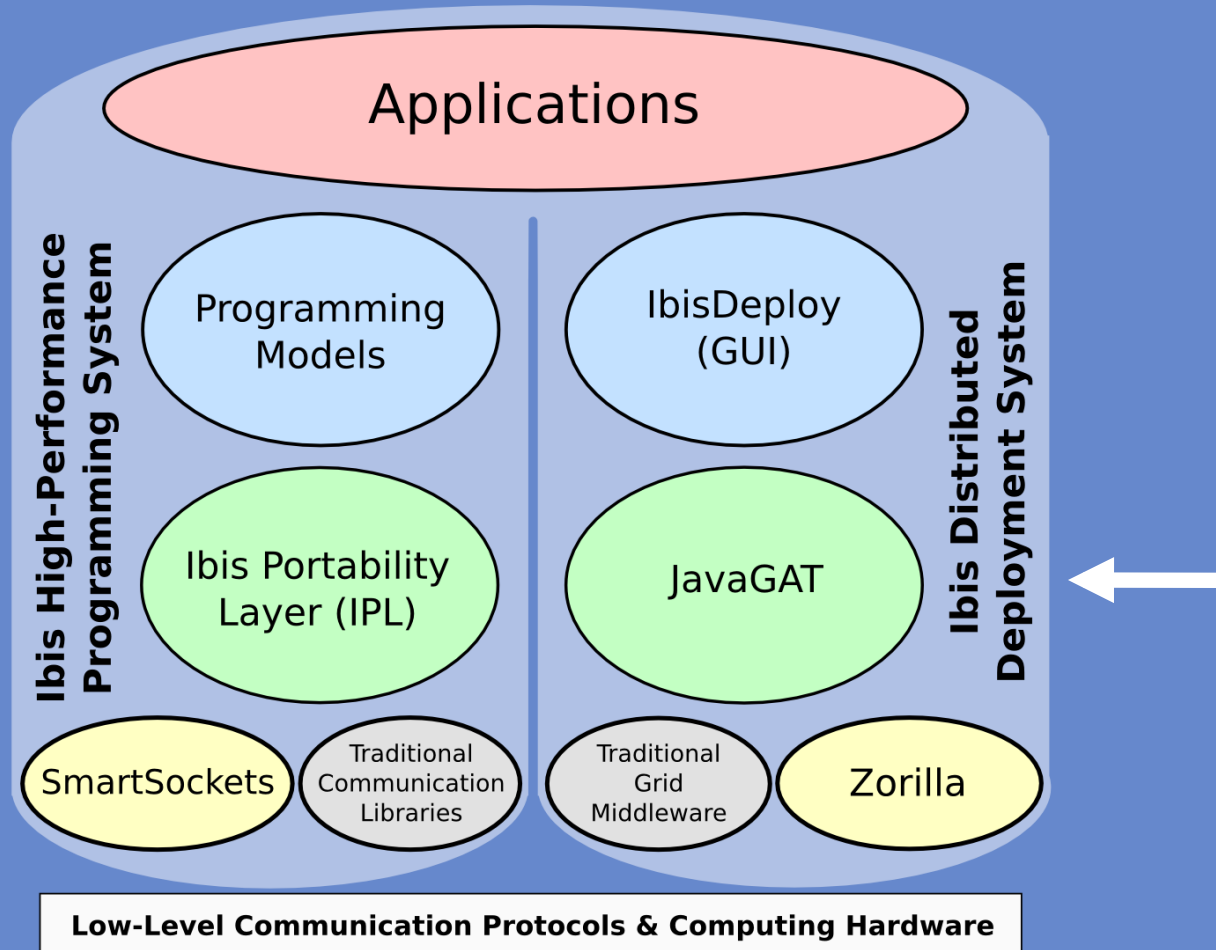 Applications
Ibis High-Performance
Programming System
Programming
Models
IbisDeploy
(GUI)
Ibis Distributed
Deployment System
Ibis Portability
Layer (IPL)
JavaGAT
SmartSockets
Traditional
Communication
Libraries
Traditional
Grid
Middleware
Zorilla
Low-Level Communication Protocols & Computing Hardware